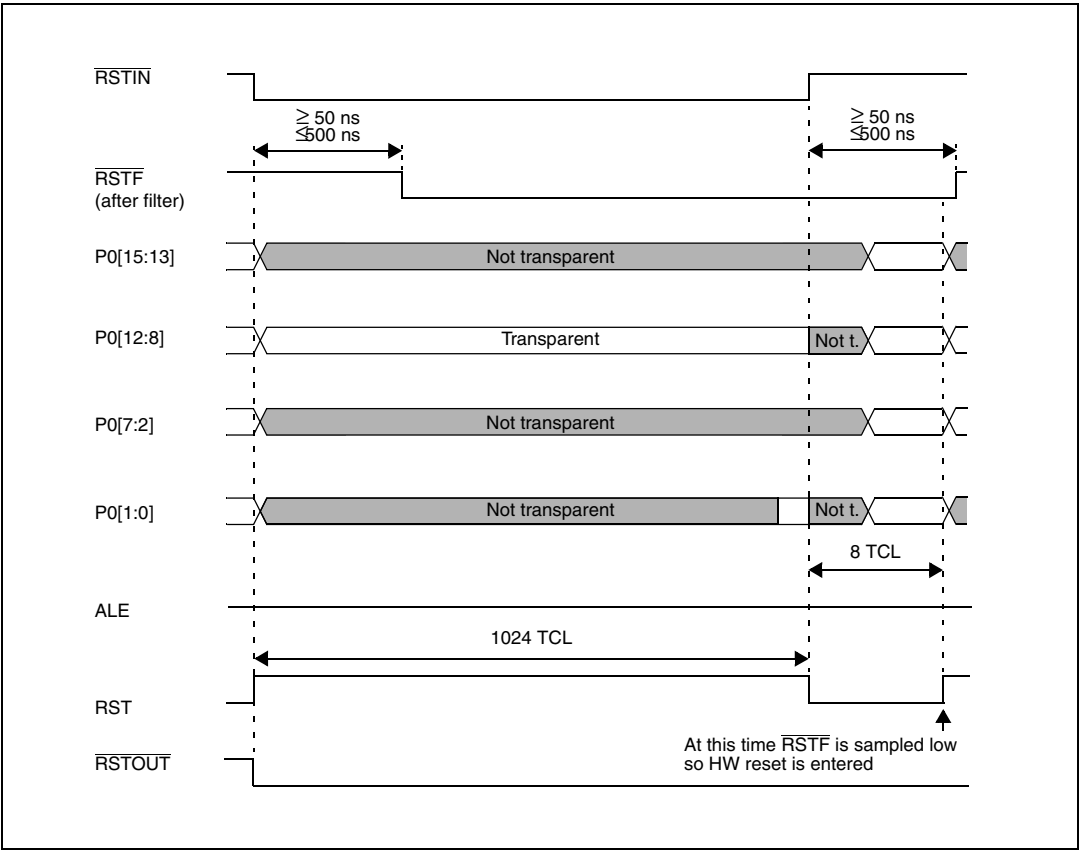 RSTIN
≥ 50 ns
≤500 ns
≥ 50 ns
≤500 ns
RSTF
(after filter)
P0[15:13]
Not transparent
P0[12:8]
Transparent
Not t.
P0[7:2]
Not transparent
P0[1:0]
Not transparent
Not t.
8 TCL
ALE
1024 TCL
RST
At this time RSTF is sampled low
so HW reset is entered
RSTOUT